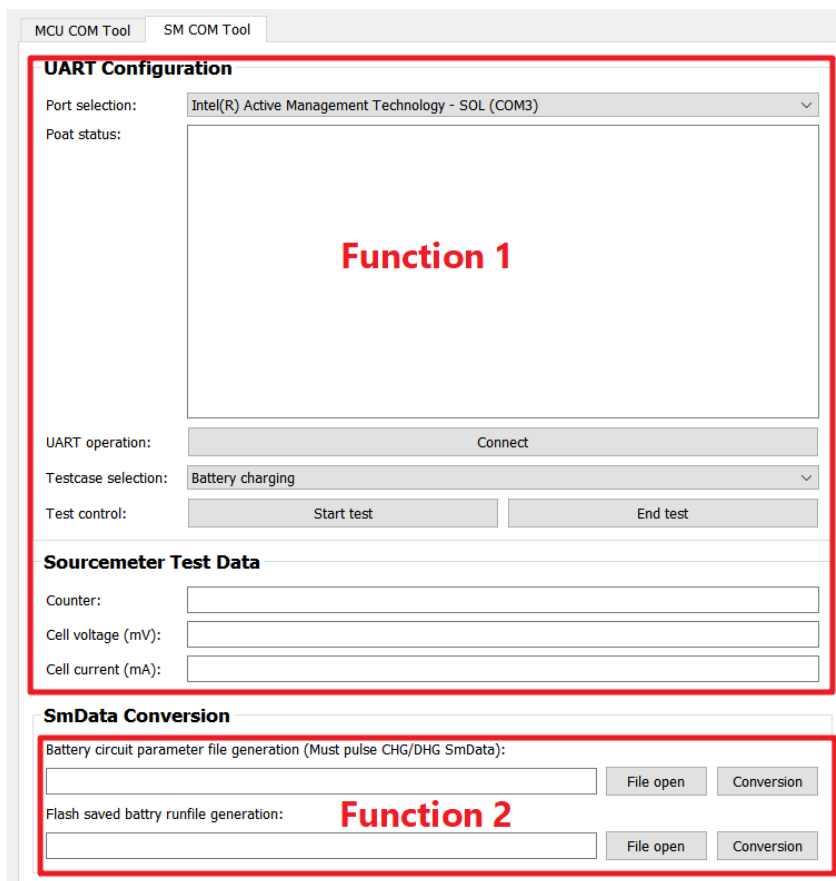 MCU COM Tool SM COM Tool
UART Configuration
Port selection: Intel(R) Active Management Technology - SOL (COM3)
Poat status:
Function 1
UART operation: Connect
Testcase selection: Battery charging
Test control: Start test End test
Sourcemeter Test Data
Counter:
Cell voltage (mV):
Cell current (mA):
SmData Conversion
Battery circuit parameter file generation (Must pulse CHG/DHG SmData):
File open Conversion
Flash saved battry runfile generation:
Function 2
File open Conversion